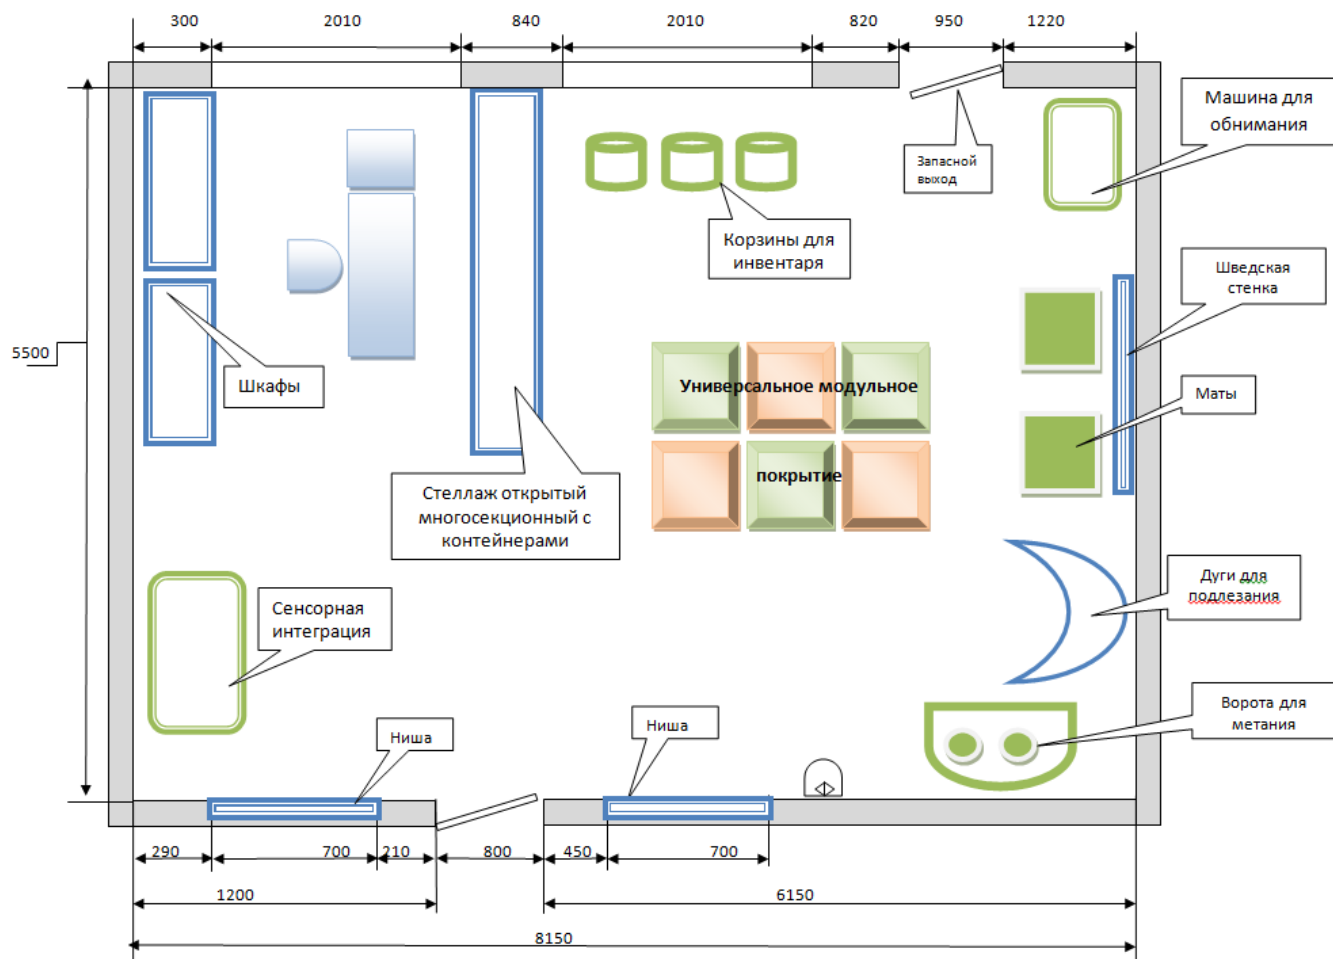 300
2010
840
2010
820
950
1220
Машина для
обнимания
Запасной
выход
Корзины для
инвентаря
Шведская
стенка
5500
Шкафы
Универсальное модульное
Маты
покрытие
Стеллаж открытый
многосекционный с
контейнерами
Дуги для
подлезания
Сенсорная
интеграция
Ворота для
метания
Ниша
Ниша
290
700
210
800
450
700
1200
6150
8150